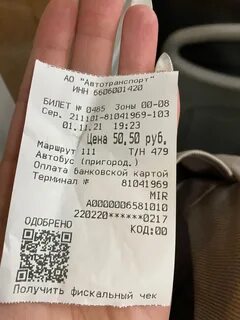 АО "Автотранспорт"
ИНН 6606001420
БИЛЕТ № 0485 Зоны 00-08
Сер. 211101-81041969-103
01.11.21 19:23
Цена 50,50 руб.
Маршрут 111 Т/Н 479
Автобус (пригород.)
Оплата банковской картой
Терминал # 81041969
MIR
A0000006581010
220220******0217
ОДОБРЕНО КОД:00
Получить фискальный чек